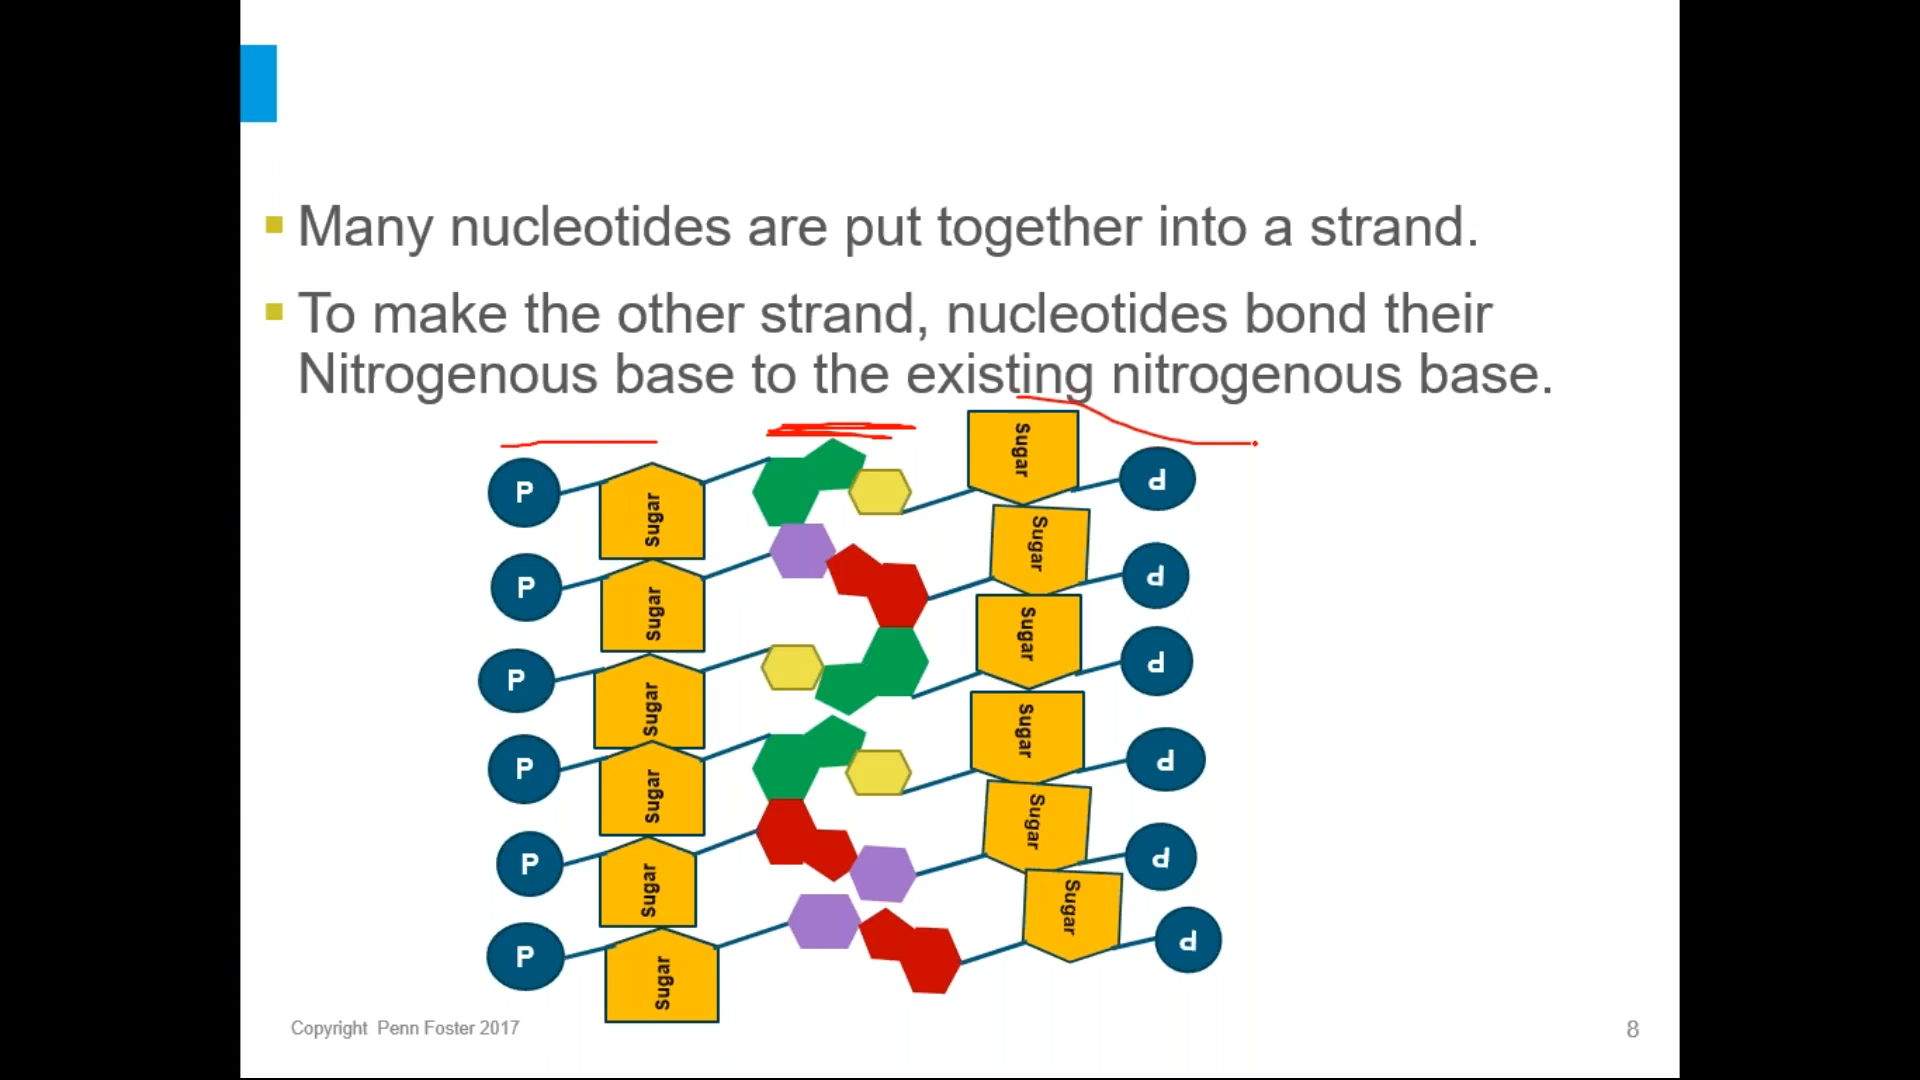 Many nucleotides are put together into a strand.
To make the other strand, nucleotides bond their
Nitrogenous base to the existing nitrogenous base.
P Sugar Sugar P
P Sugar Sugar P
P Sugar Sugar P
P Sugar Sugar P
P Sugar Sugar P
P Sugar Sugar P
Copyright Penn Foster 2017
8